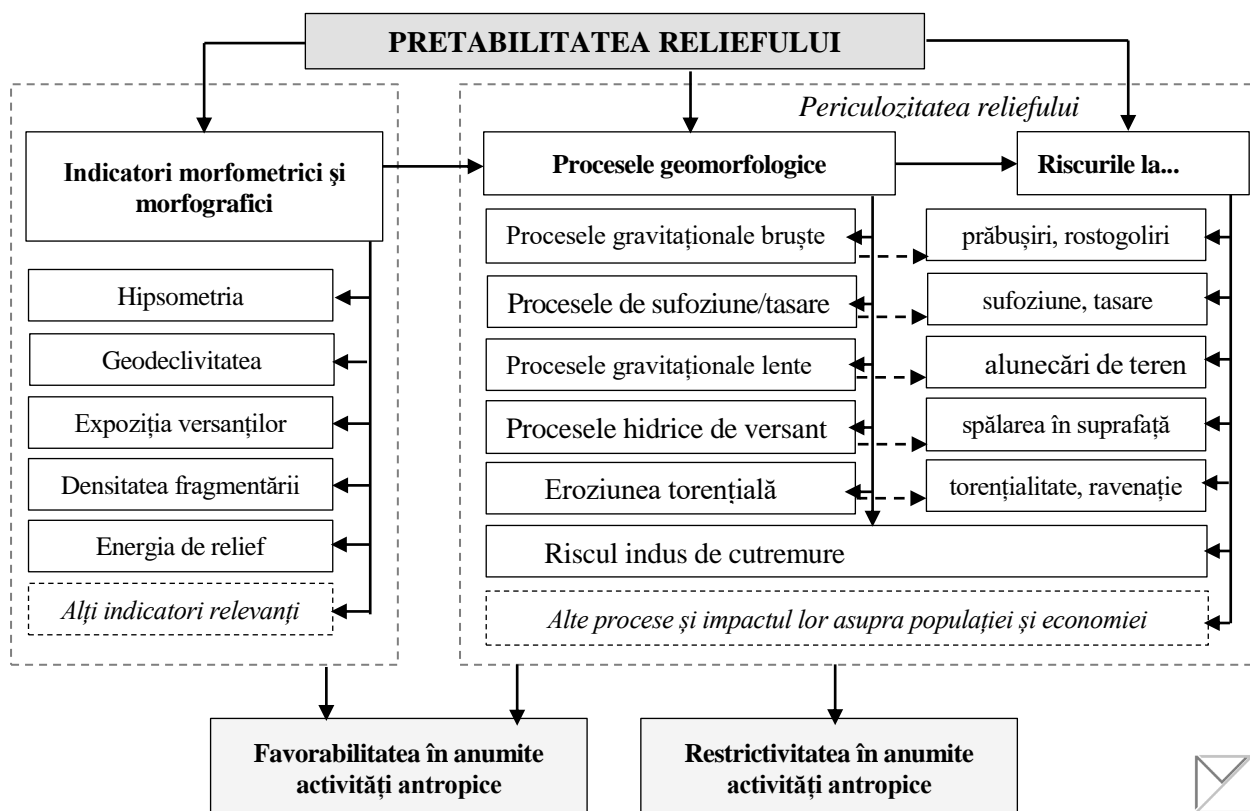 PRETABILITATEA RELIEFULUI
Periculozitatea reliefului
Indicatori morfometrici şi
morfografici
Procesele geomorfologice
Riscurile la...
Hipsometria
Geodeclivitatea
Expoziția versanților
Densitatea fragmentării
Energia de relief
Alți indicatori relevanți
Procesele gravitaționale bruște
prăbușiri, rostogoliri
Procesele de sufoziune/tasare
sufoziune, tasare
Procesele gravitaționale lente
alunecări de teren
Procesele hidrice de versant
spălarea în suprafață
Eroziunea torențială
torențialitate, ravenație
Riscul indus de cutremure
Alte procese și impactul lor asupra populației și economiei
Favorabilitatea în anumite
activități antropice
Restrictivitatea în anumite
activități antropice